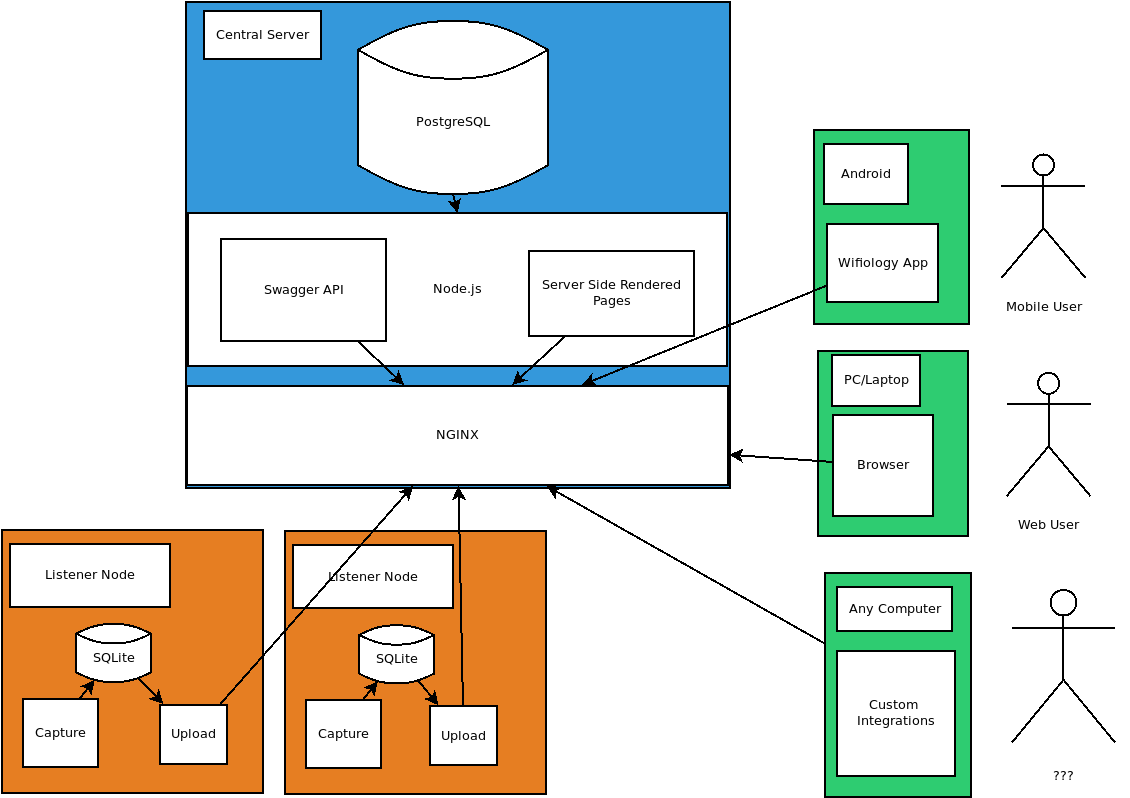 Central Server
PostgreSQL
Swagger API
Node.js
Server Side Rendered
Pages
NGINX
Android
Wifiology App
Mobile User
PC/Laptop
Browser
Web User
Listener Node
SQLite
Capture
Upload
Listener Node
SQLite
Capture
Upload
Any Computer
Custom
Integrations
???